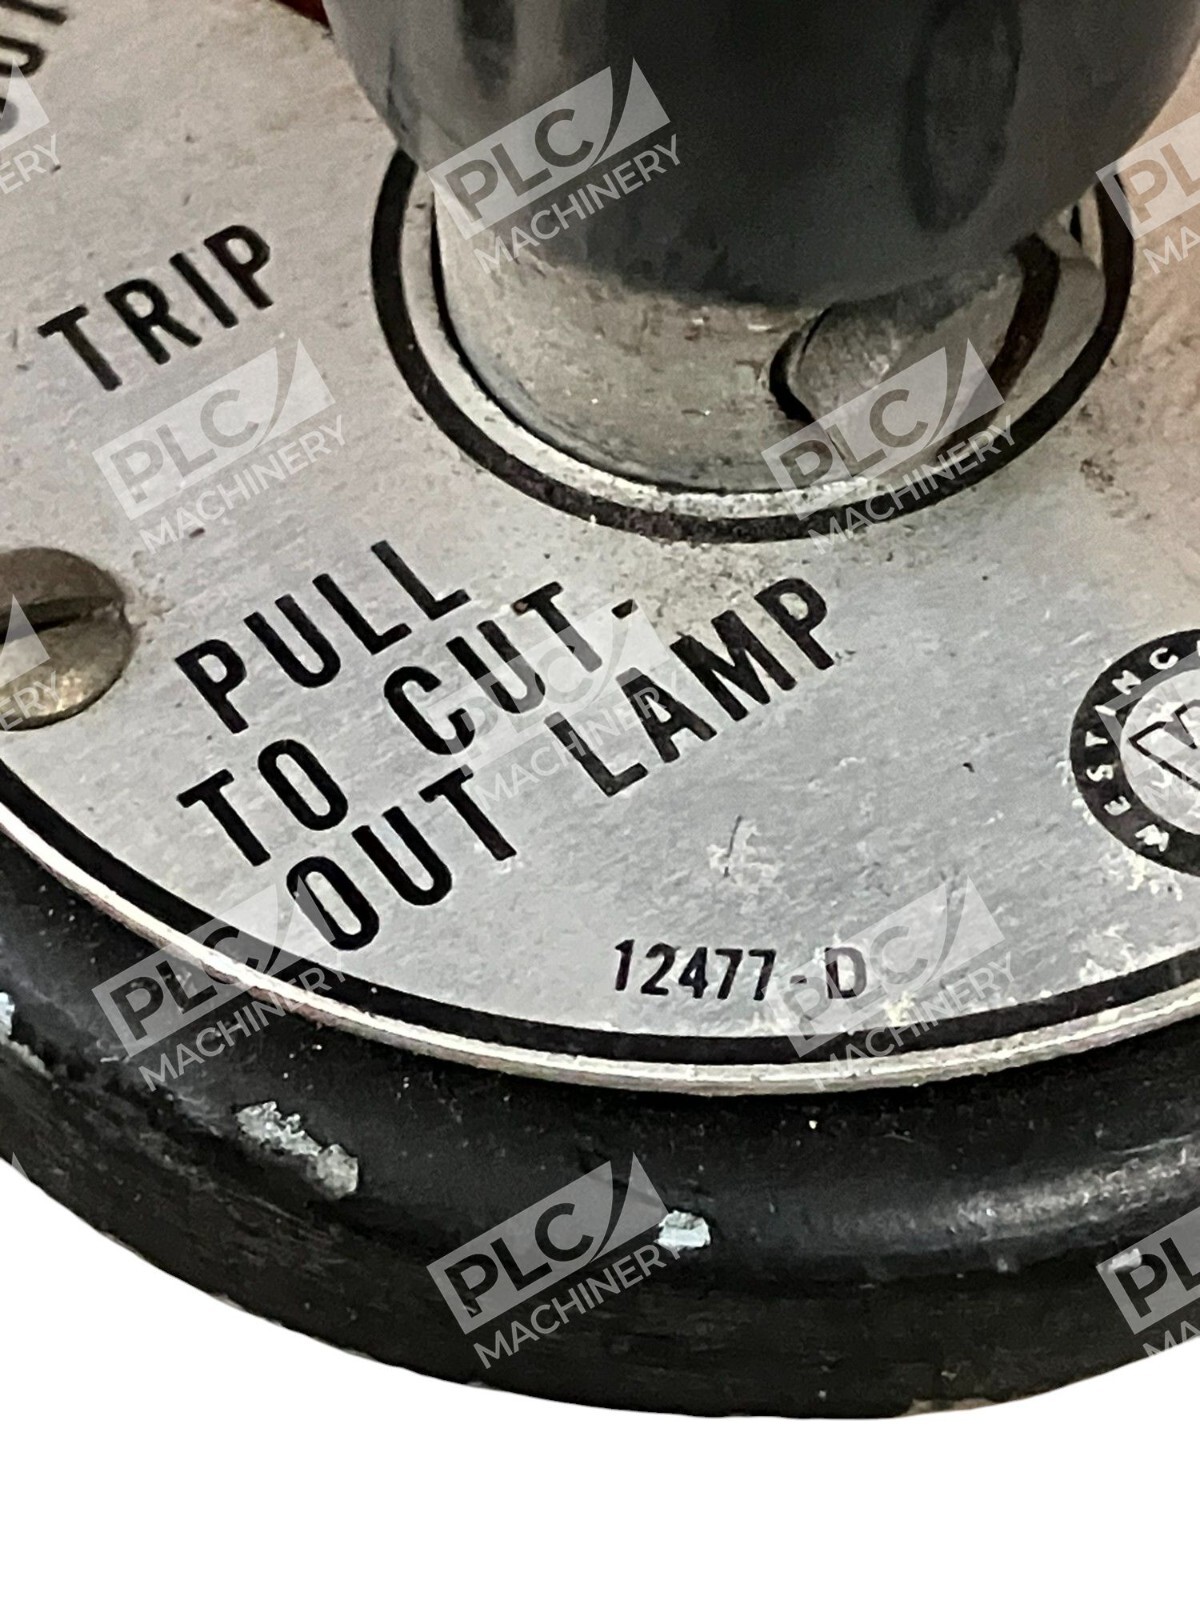 TRIP
PULL
TO CUT-
OUT LAMP
12477-D
PLC
MACHINERY